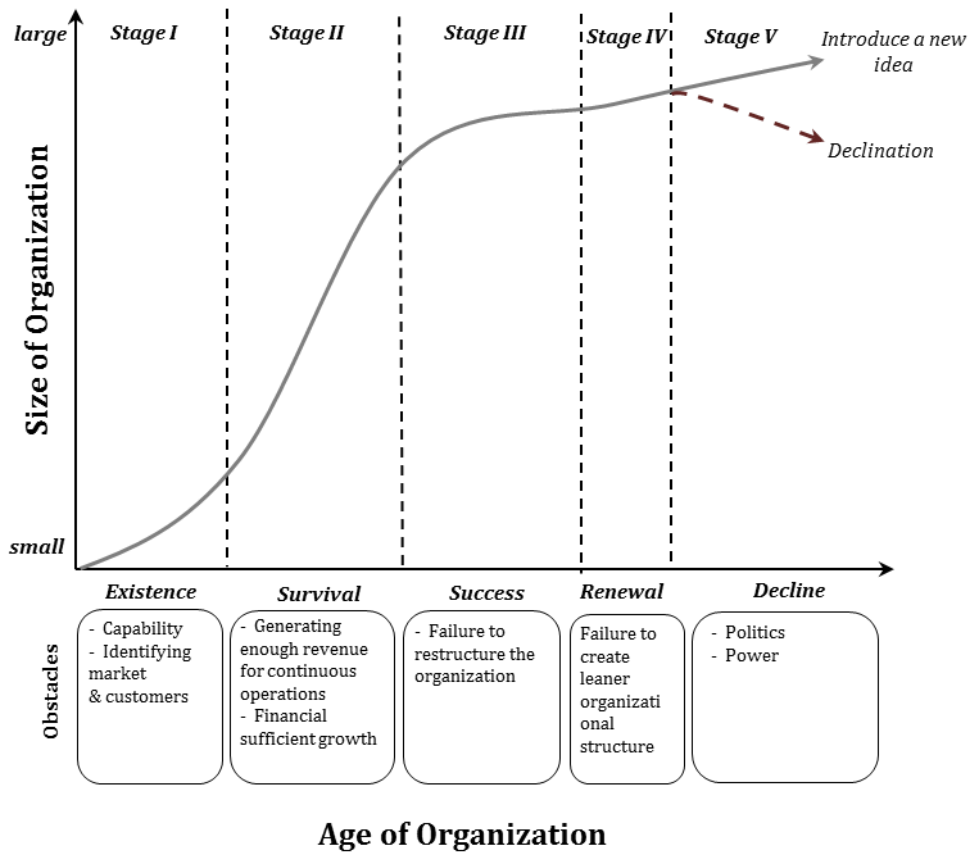 large
Stage I
Stage II
Stage III
Stage IV
Stage V
Introduce a new
idea
Declination
Size of Organization
small
Existence
Survival
Success
Renewal
Decline
Obstacles
- Capability
- Identifying
market
& customers
- Generating
enough revenue
for continuous
operations
- Financial
sufficient growth
- Failure to
restructure the
organization
Failure to
create
leaner
organizati
onal
structure
- Politics
- Power
Age of Organization